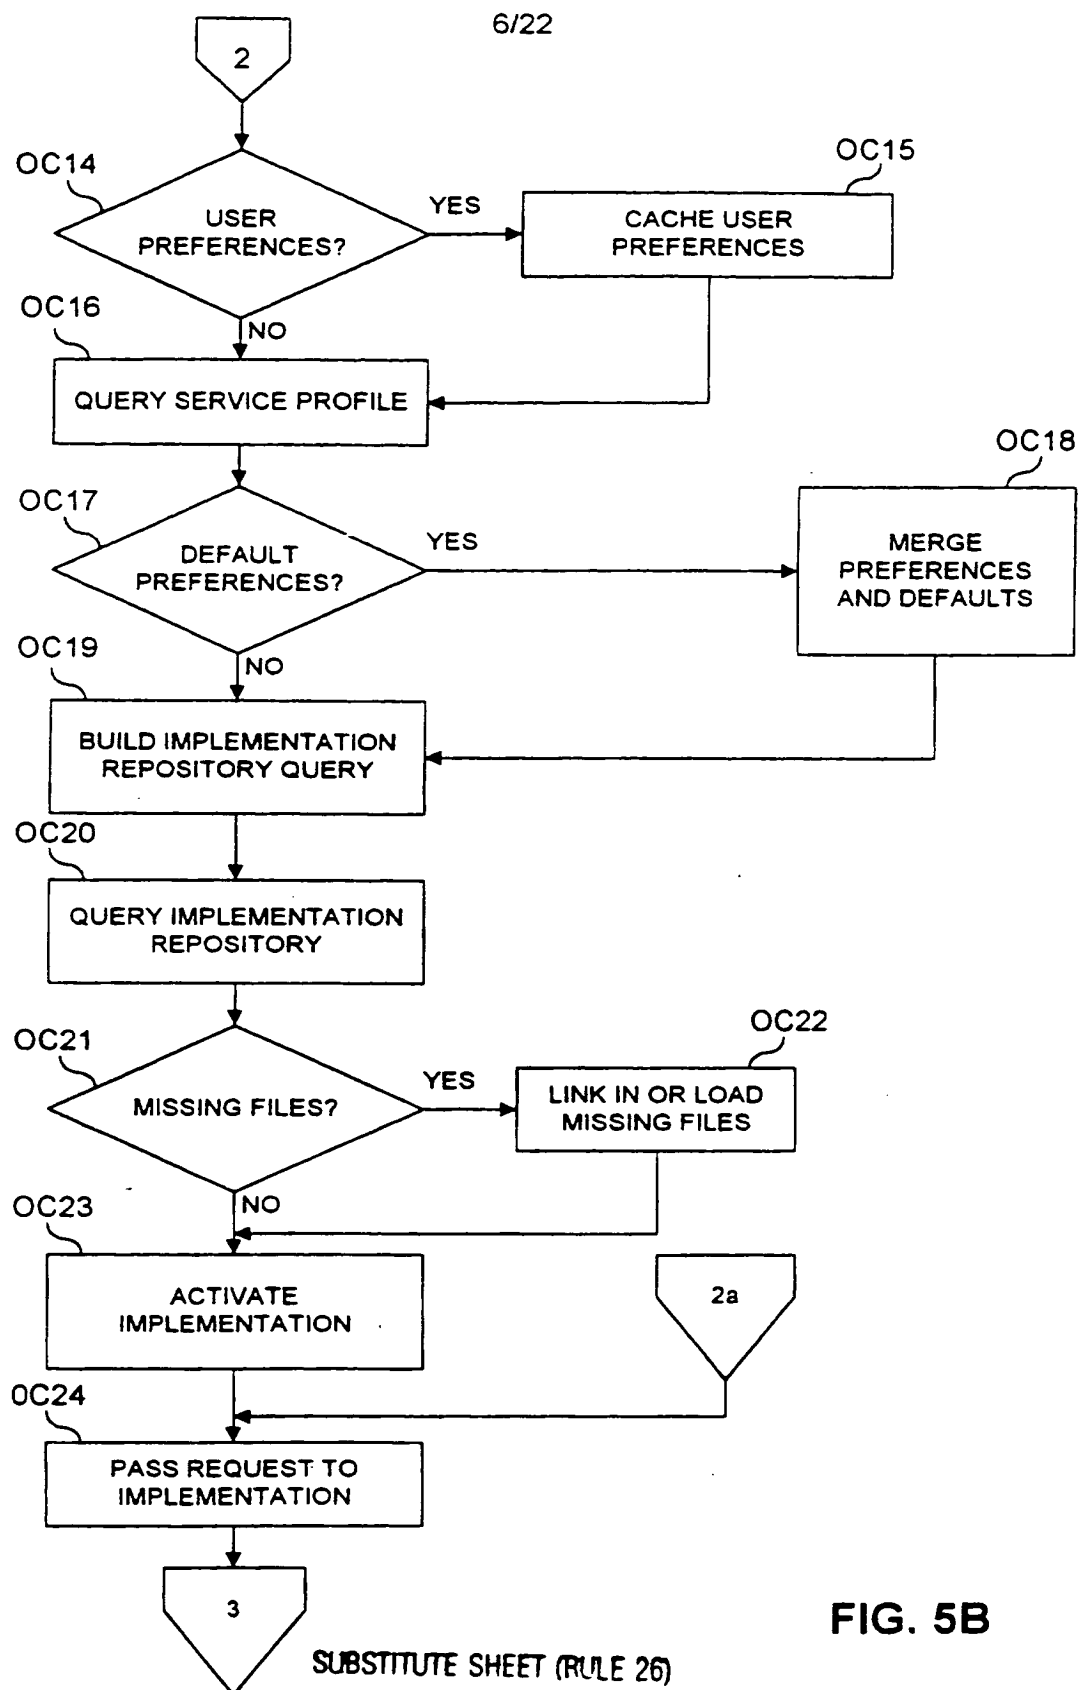 6/22
2
OC14
USER
PREFERENCES?
YES
OC15
CACHE USER
PREFERENCES
NO
OC16
QUERY SERVICE PROFILE
OC17
DEFAULT
PREFERENCES?
YES
OC18
MERGE
PREFERENCES
AND DEFAULTS
NO
OC19
BUILD IMPLEMENTATION
REPOSITORY QUERY
OC20
QUERY IMPLEMENTATION
REPOSITORY
OC21
MISSING FILES?
YES
OC22
LINK IN OR LOAD
MISSING FILES
NO
OC23
ACTIVATE
IMPLEMENTATION
2a
OC24
PASS REQUEST TO
IMPLEMENTATION
3
FIG. 5B
SUBSTITUTE SHEET (RULE 26)